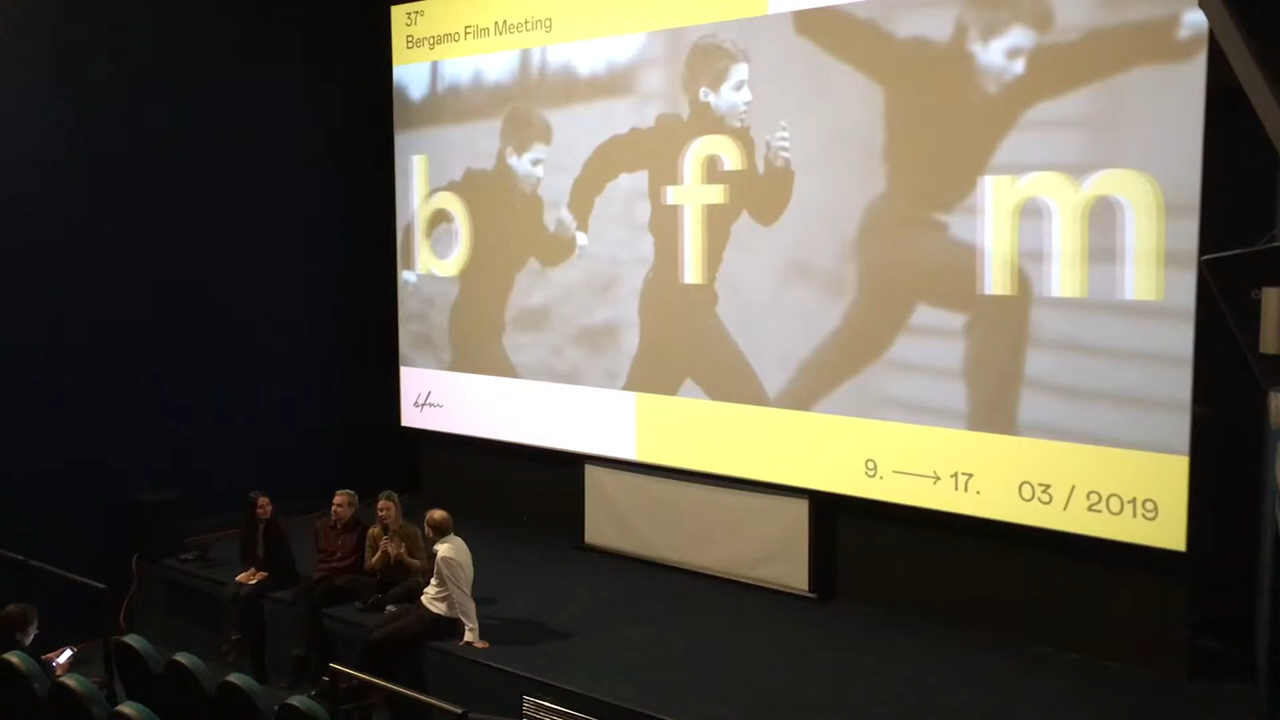 37°
Bergamo Film Meeting
b f m
bfm
9. → 17. 03 / 2019